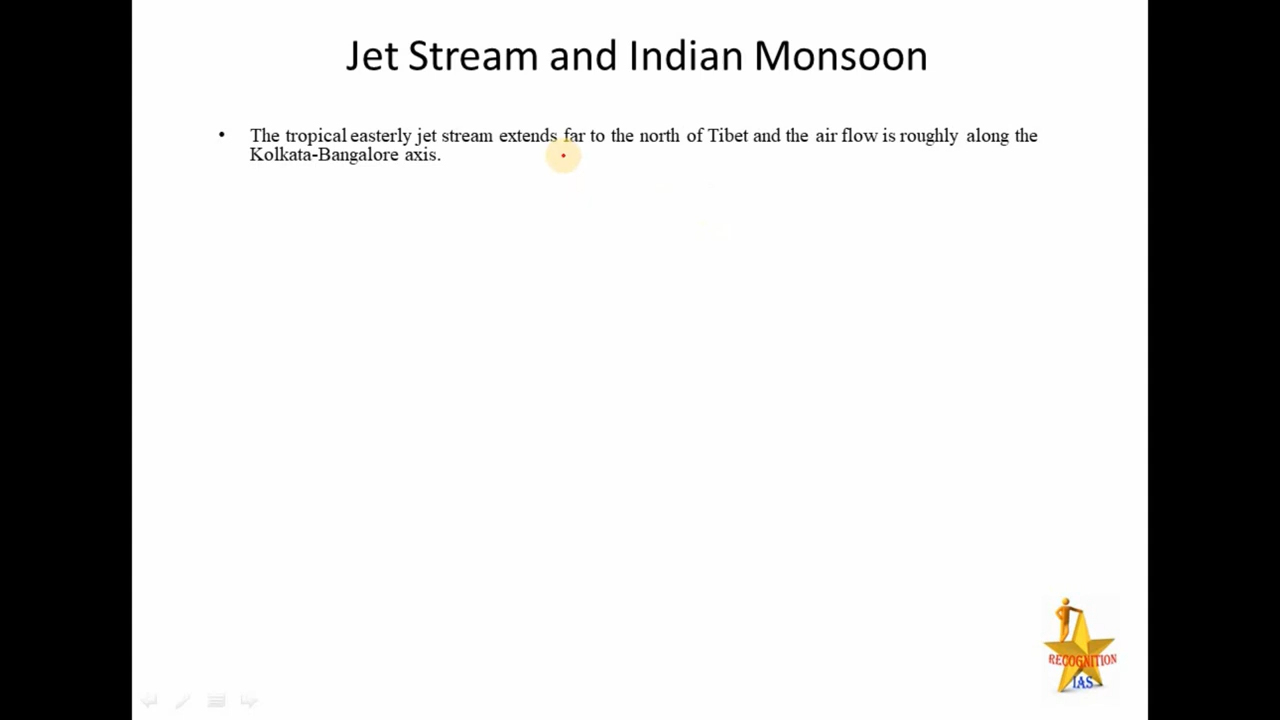 Jet Stream and Indian Monsoon
• The tropical easterly jet stream extends far to the north of Tibet and the air flow is roughly along the
Kolkata-Bangalore axis.
RECOGNITION
IAS